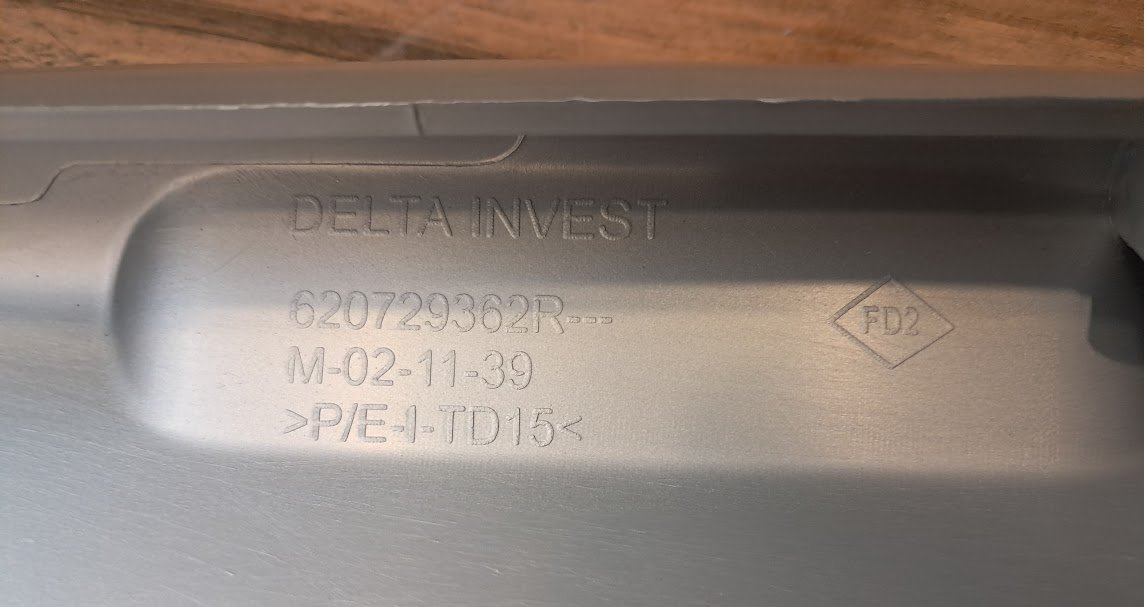 DELTA INVEST
620729362R---
FD2
M-02-11-39
>P/E-I-TD15<